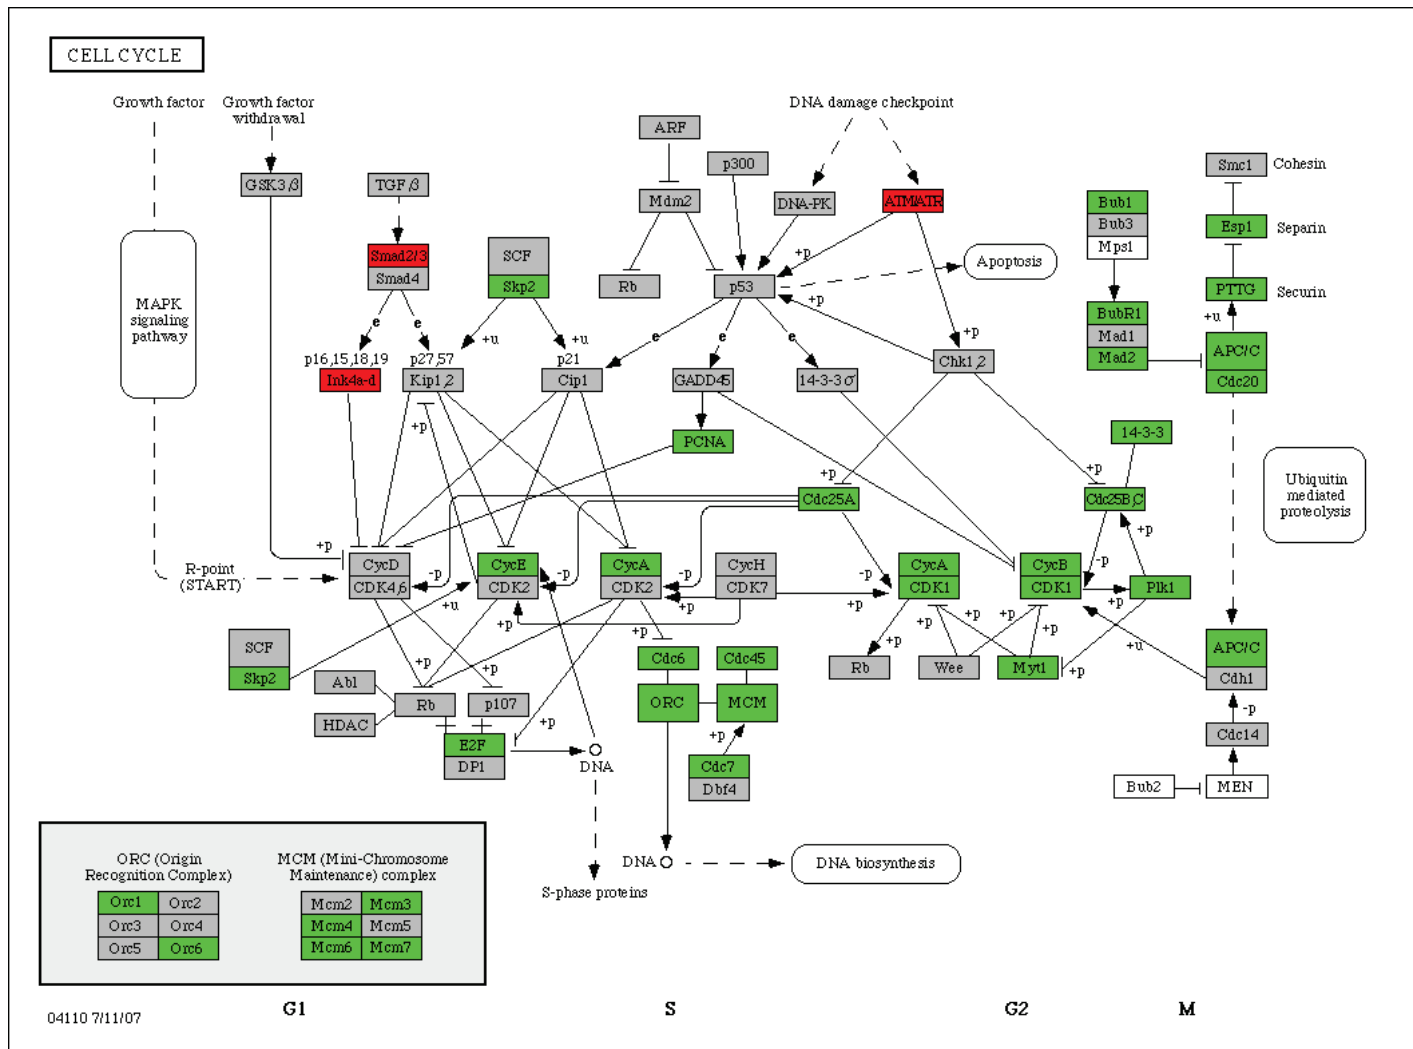 CELL CYCLE
Growth factor
Growth factor
withdrawal
DNA damage checkpoint
ARF
p300
Smc1
Cohesin
GSK3β
TGFβ
Mdm2
DNA-PK
ATM/ATR
Bub1
Bub3
Mps1
Esp1
Separin
MAPK
signaling
pathway
Smad2/3
Smad4
SCF
Skp2
Rb
p53
+p
Apoptosis
PTTG
Securin
e
e
+u
+u
e
e
e
+p
+p
BubR1
Mad1
Mad2
+u
APC/C
Cdc20
p16,15,18,19
Ink4a-d
p27,57
Kip1,2
p21
Cip1
GADD45
14-3-3σ
Chk1,2
+p
PCNA
14-3-3
Ubiquitin
mediated
proteolysis
+p
Cdc25A
+p
Cdc25B,C
+p
R-point
(START)
+p
CycD
CDK4,6
-p
CycE
CDK2
-p
CycA
CDK2
-p
+p
CycH
CDK7
-p
+p
CycA
CDK1
CycB
CDK1
-p
+p
Plk1
+u
+p
+p
+p
+p
SCF
Skp2
Abl
HDAC
+p
+p
Rb
p107
+p
E2F
DP1
DNA
Cdc6
Cdc45
ORC
MCM
+p
Cdc7
Dbf4
Rb
Wee
Myt1
+p
+u
APC/C
Cdh1
-p
Cdc14
Bub2
MEN
S-phase proteins
DNA
DNA biosynthesis
ORC (Origin
Recognition Complex)
Orc1 Orc2
Orc3 Orc4
Orc5 Orc6
MCM (Mini-Chromosome
Maintenance) complex
Mcm2 Mcm3
Mcm4 Mcm5
Mcm6 Mcm7
04110 7/11/07
G1
S
G2
M